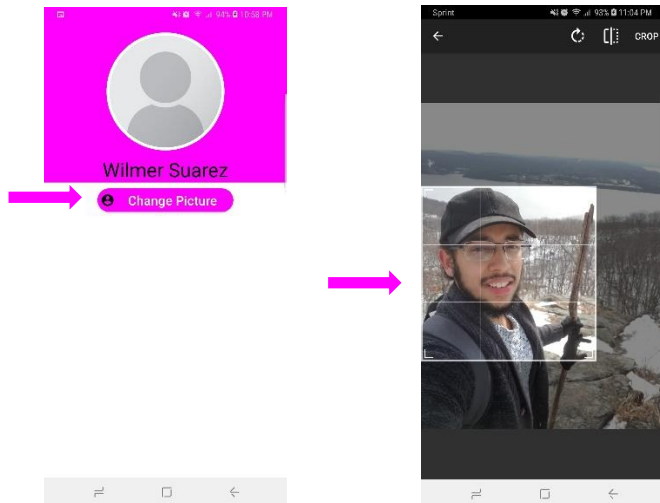 94% 10:58 PM
Wilmer Suarez
Change Picture
Sprint 93% 11:04 PM
CROP